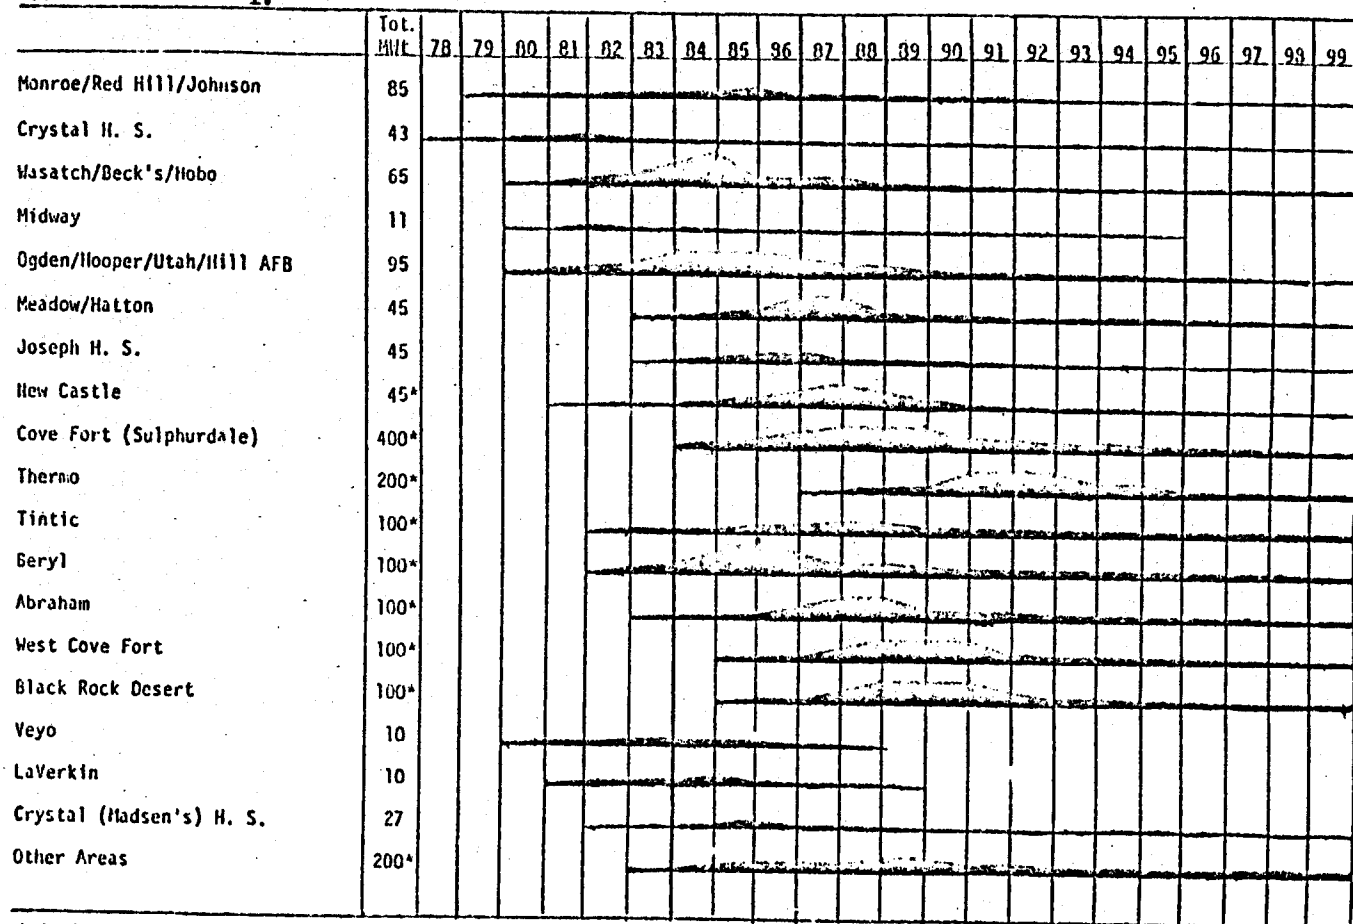 Tot.
MWt 78 79 80 81 82 83 84 85 86 87 88 89 90 91 92 93 94 95 96 97 98 99
Monroe/Red Hill/Johnson 85
Crystal H. S. 43
Wasatch/Beck's/Hobo 65
Midway 11
Ogden/Hooper/Utah/Hill AFB 95
Meadow/Hatton 45
Joseph H. S. 45
New Castle 45*
Cove Fort (Sulphurdale) 400*
Thermo 200*
Tintic 100*
Beryl 100*
Abraham 100*
West Cove Fort 100*
Black Rock Desert 100*
Veyo 10
LaVerkin 10
Crystal (Madsen's) H. S. 27
Other Areas 200*